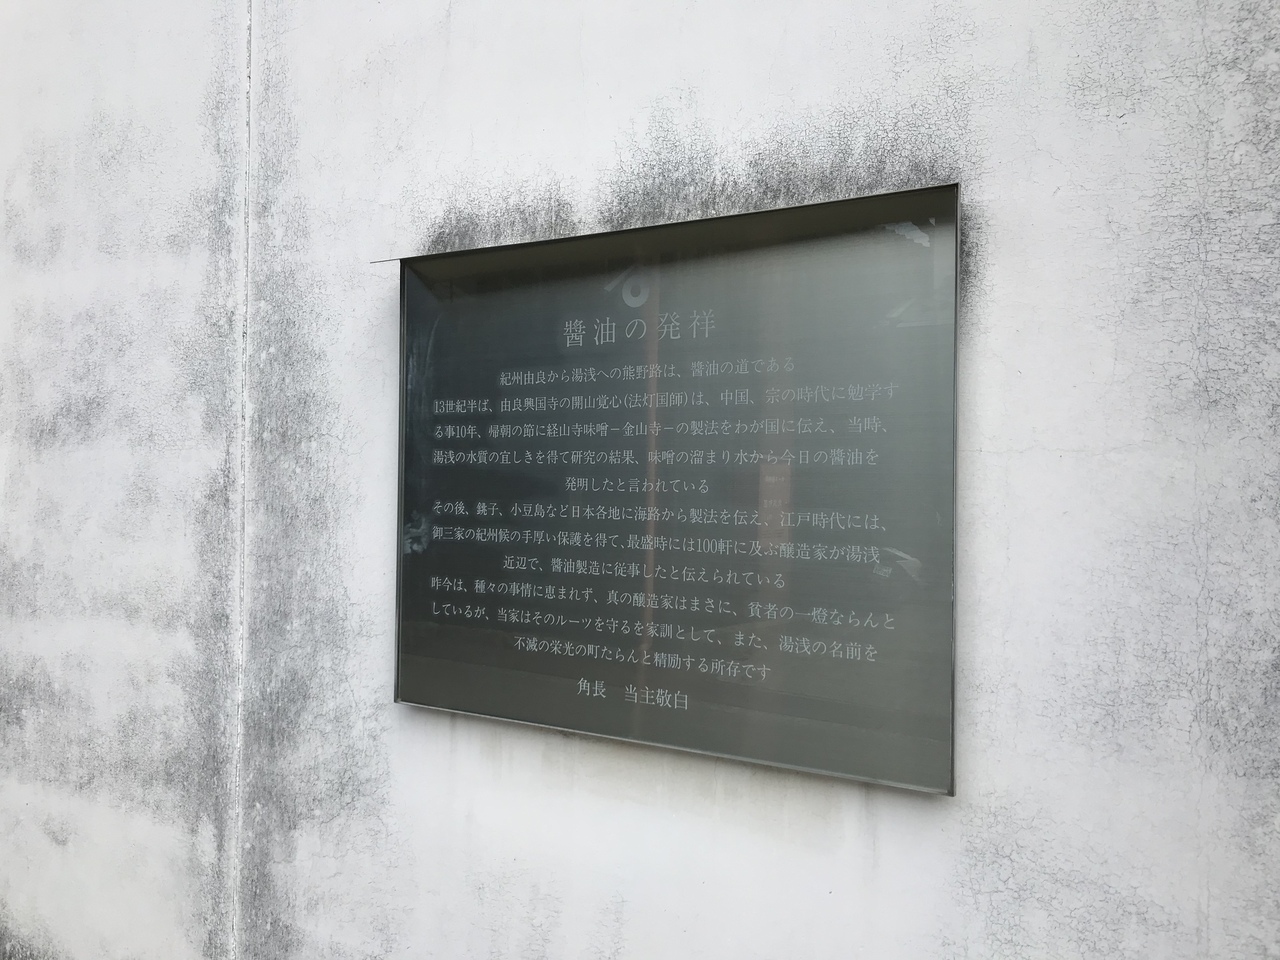 醬油の発祥
紀州由良から湯浅への熊野路は、醬油の道である
13世紀半ば、由良興国寺の開山覚心(法灯国師)は、中国、宗の時代に勉学す
る事10年、帰朝の節に経山寺味噌－金山寺－の製法をわが国に伝え、当時、
湯浅の水質の宜しきを得て研究の結果、味噌の溜まり水から今日の醬油を
発明したと言われている
その後、銚子、小豆島など日本各地に海路から製法を伝え、江戸時代には、
御三家の紀州候の手厚い保護を得て、最盛時には100軒に及ぶ醸造家が湯浅
近辺で、醬油製造に従事したと伝えられている
昨今は、種々の事情に恵まれず、真の醸造家はまさに、貧者の一燈ならんと
しているが、当家はそのルーツを守るを家訓として、また、湯浅の名前を
不滅の栄光の町たらんと精励する所存です
角長　当主敬白